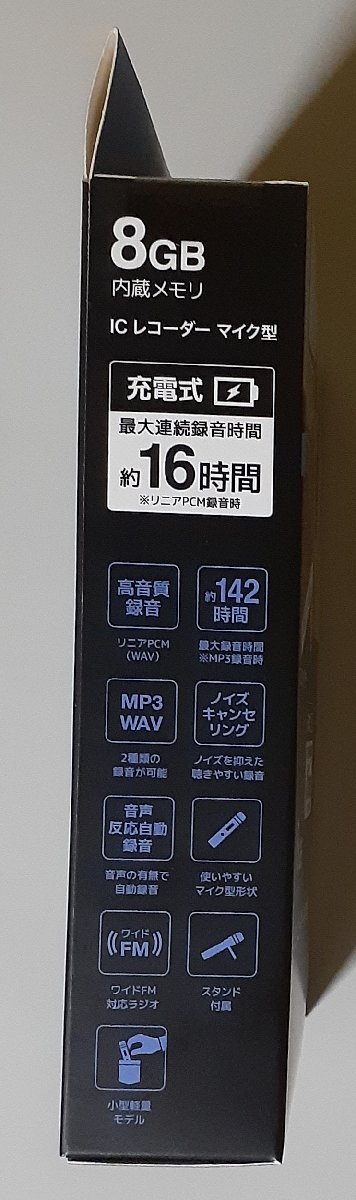 8GB
内蔵メモリ
IC レコーダー マイク型
充電式
最大連続録音時間
約16時間
※リニアPCM録音時
高音質
録音
リニアPCM
(WAV)
約142
時間
最大録音時間
※MP3録音時
MP3
WAV
2種類の
録音が可能
ノイズ
キャンセ
リング
ノイズを抑えた
聴きやすい録音
音声
反応自動
録音
音声の有無で
自動録音
使いやすい
マイク型形状
ワイド
FM
ワイドFM
対応ラジオ
スタンド
付属
小型軽量
モデル